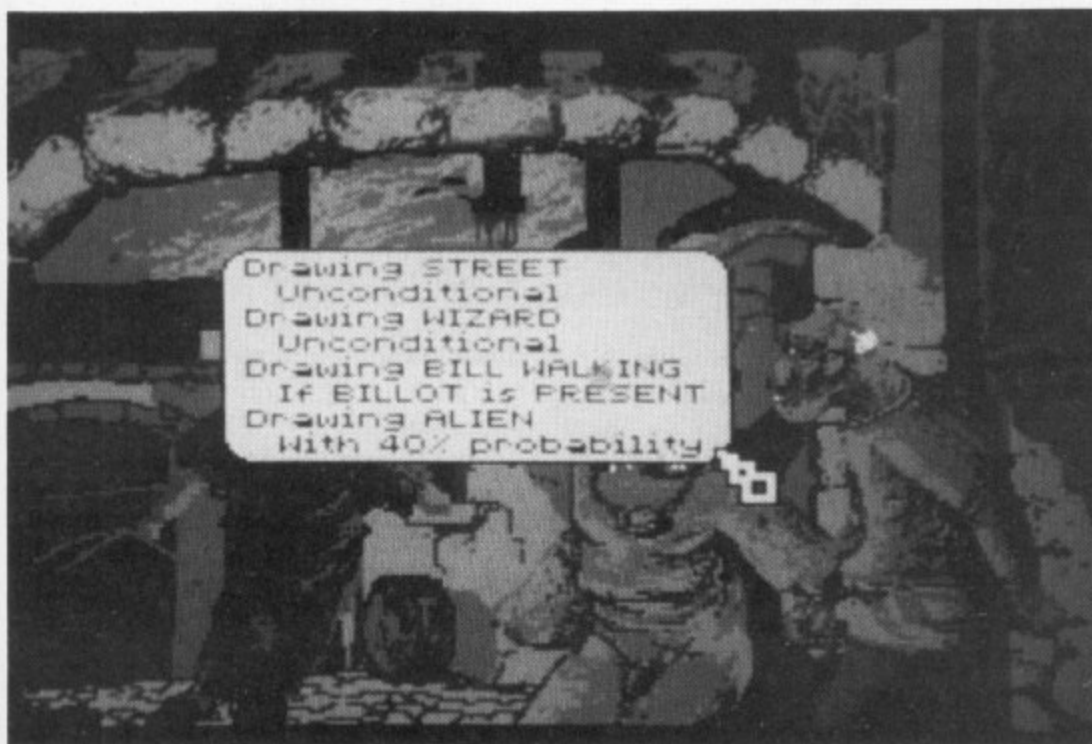 Drawing STREET
Unconditional
Drawing WIZARD
Unconditional
Drawing BILL WALKING
If BILLOT is PRESENT
Drawing ALIEN
With 40% probability